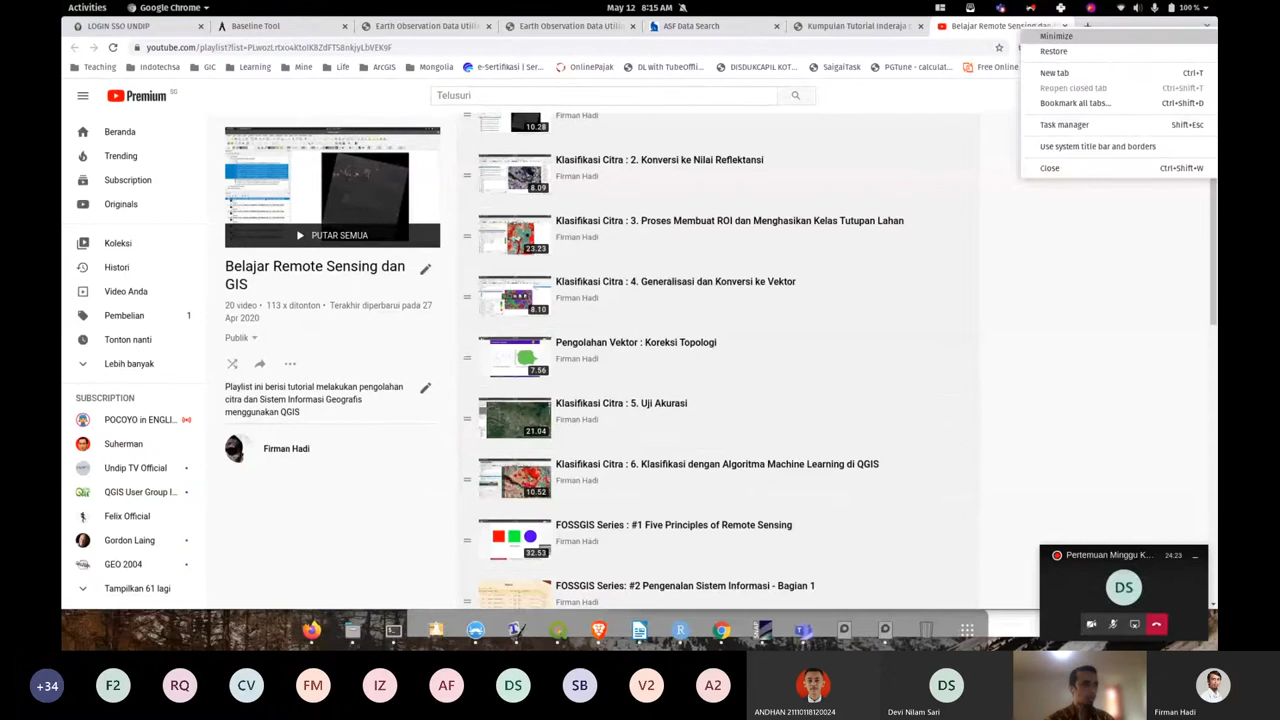 Activities
Google Chrome
May 12 8:15 AM
100 %
LOGIN SSO UNDIP
Baseline Tool
Earth Observation Data Utilis
Earth Observation Data Utilis
ASF Data Search
Kumpulan Tutorial Inderaja d
Belajar Remote Sensing dan
youtube.com/playlist?list=PLwozLrtxo4KtoIK8ZdFTS8nkjyLbVYK9F
Teaching
Indotechsa
GIC
Learning
Mine
Life
ArcGIS
Mongolia
e-Sertifikasi | Ser...
OnlinePajak
DL with TubeOffli...
DISDUKCAPIL KOT...
SaigaiTask
PGTune - calculat...
Free Online
Minimize
Restore
New tab Ctrl+T
Reopen closed tab Ctrl+Shift+T
Bookmark all tabs... Ctrl+Shift+D
Task manager Shift+Esc
Use system title bar and borders
Close Ctrl+Shift+W
Premium SG
Telusuri
Beranda
Trending
Subscription
Originals
Koleksi
Histori
Video Anda
Pembelian 1
Tonton nanti
Lebih banyak
SUBSCRIPTION
POCOYO in ENGLI...
Suherman
Undip TV Official
QGIS User Group I...
Felix Official
Gordon Laing
GEO 2004
Tampilkan 61 lagi
PUTAR SEMUA
Belajar Remote Sensing dan
GIS
20 video • 113 x ditonton • Terakhir diperbarui pada 27
Apr 2020
Publik
Playlist ini berisi tutorial melakukan pengolahan
citra dan Sistem Informasi Geografis
menggunakan QGIS
Firman Hadi
10.28
Firman Hadi
Klasifikasi Citra : 2. Konversi ke Nilai Reflektansi
Firman Hadi
8.09
Klasifikasi Citra : 3. Proses Membuat ROI dan Menghasikan Kelas Tutupan Lahan
Firman Hadi
23.23
Klasifikasi Citra : 4. Generalisasi dan Konversi ke Vektor
Firman Hadi
8.10
Pengolahan Vektor : Koreksi Topologi
Firman Hadi
7.56
Klasifikasi Citra : 5. Uji Akurasi
Firman Hadi
21.04
Klasifikasi Citra : 6. Klasifikasi dengan Algoritma Machine Learning di QGIS
Firman Hadi
10.52
FOSSGIS Series : #1 Five Principles of Remote Sensing
Firman Hadi
32.53
FOSSGIS Series: #2 Pengenalan Sistem Informasi - Bagian 1
Firman Hadi
Pertemuan Minggu K... 24:23
DS
+34
F2
RQ
CV
FM
IZ
AF
DS
SB
V2
A2
ANDHAN 21110118120024
DS
Devi Nilam Sari
Firman Hadi